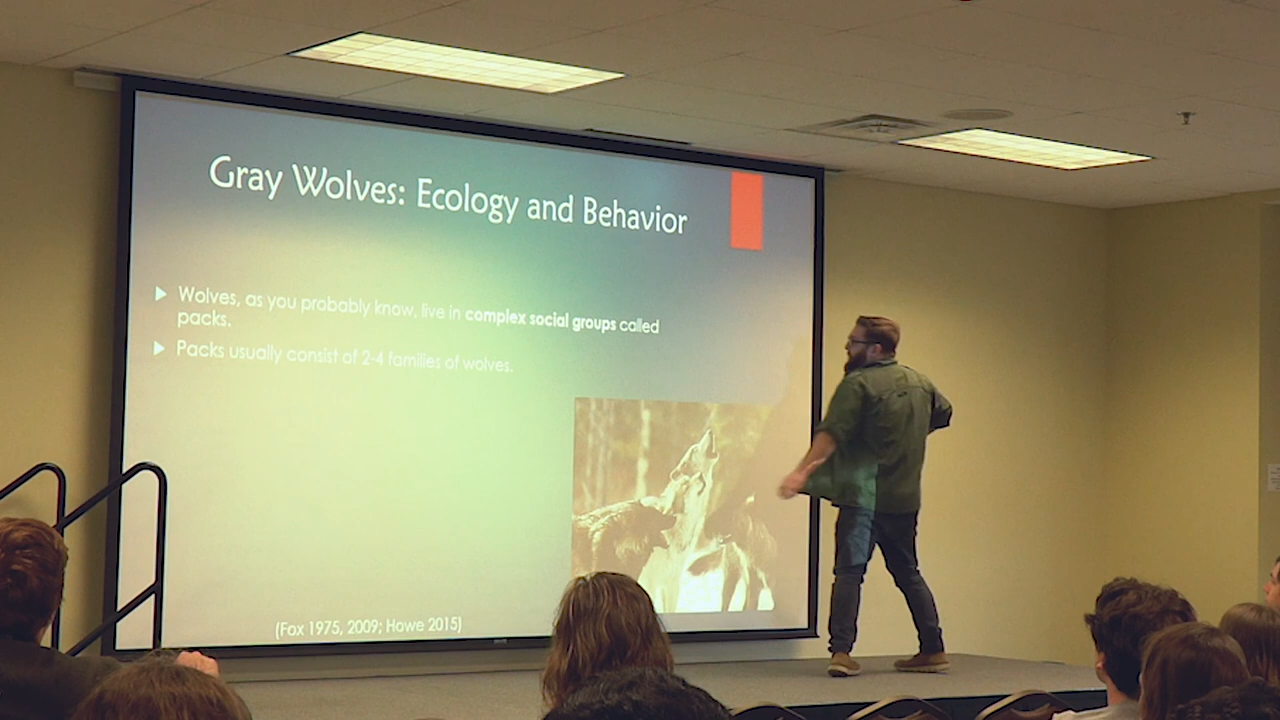 Gray Wolves: Ecology and Behavior
Wolves, as you probably know, live in complex social groups called
packs.
Packs usually consist of 2-4 families of wolves.
(Fox 1975, 2009; Howe 2015)